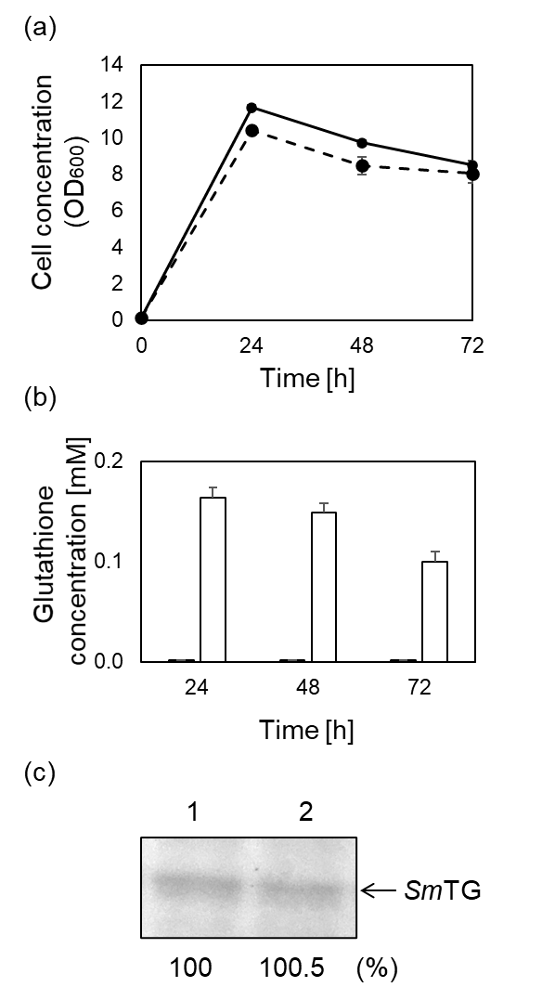 (a)
Cell concentration
(OD600)
14
12
10
8
6
4
2
0
0 24 48 72
Time [h]
(b)
Glutathione
concentration [mM]
0.2
0.1
0.0
24 48 72
Time [h]
(c)
1 2
SmTG
100 100.5 (%)